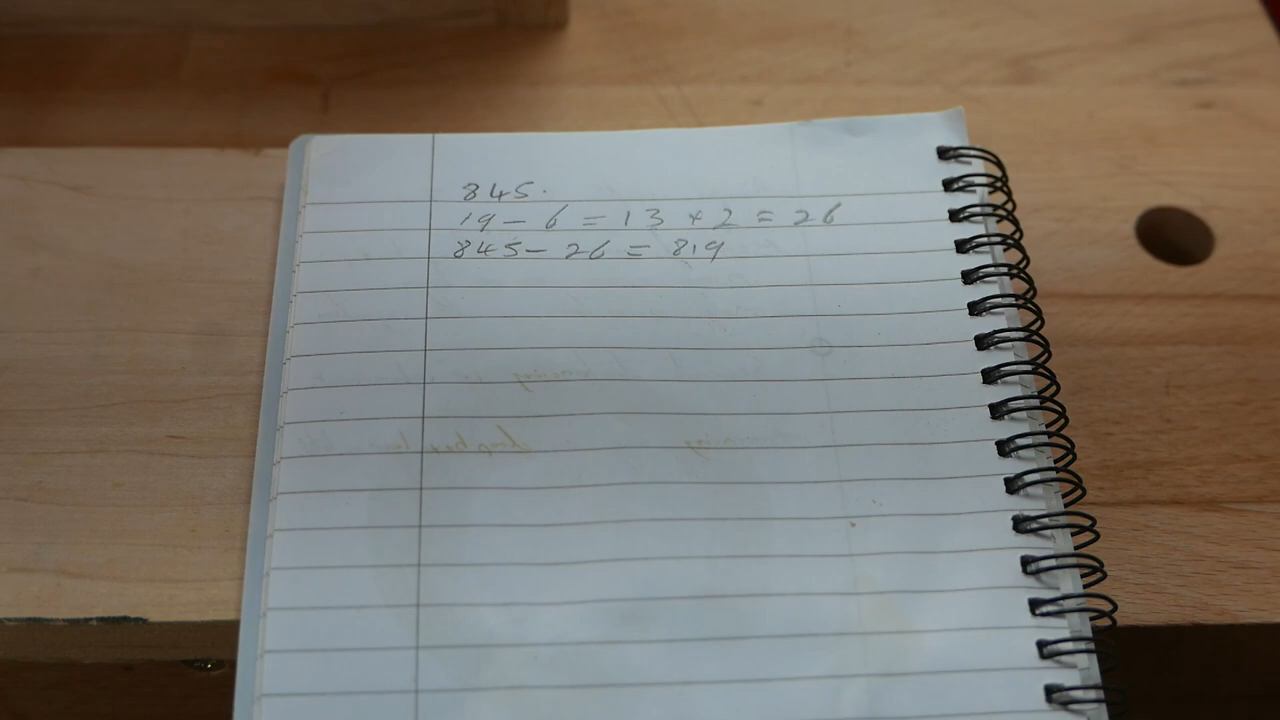 845.
19 - 6 = 13 x 2 = 26
845 - 26 = 819